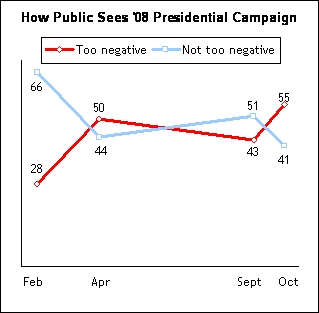 How Public Sees '08 Presidential Campaign
Too negative Not too negative
66
28
50
44
51
43
55
41
Feb Apr Sept Oct